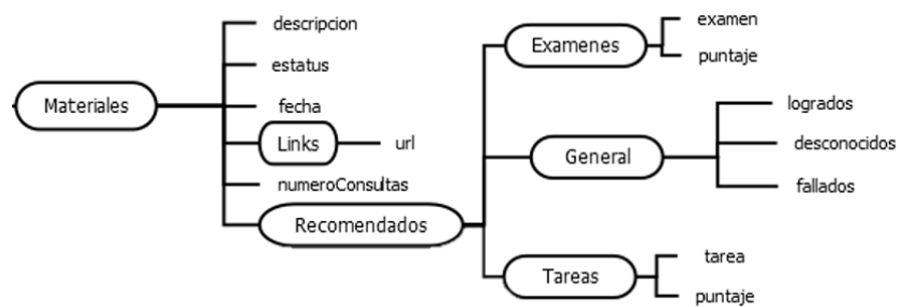 Materiales
descripcion
estatus
fecha
Links
url
numeroConsultas
Recomendados
Examenes
examen
puntaje
General
logrados
desconocidos
fallados
Tareas
tarea
puntaje